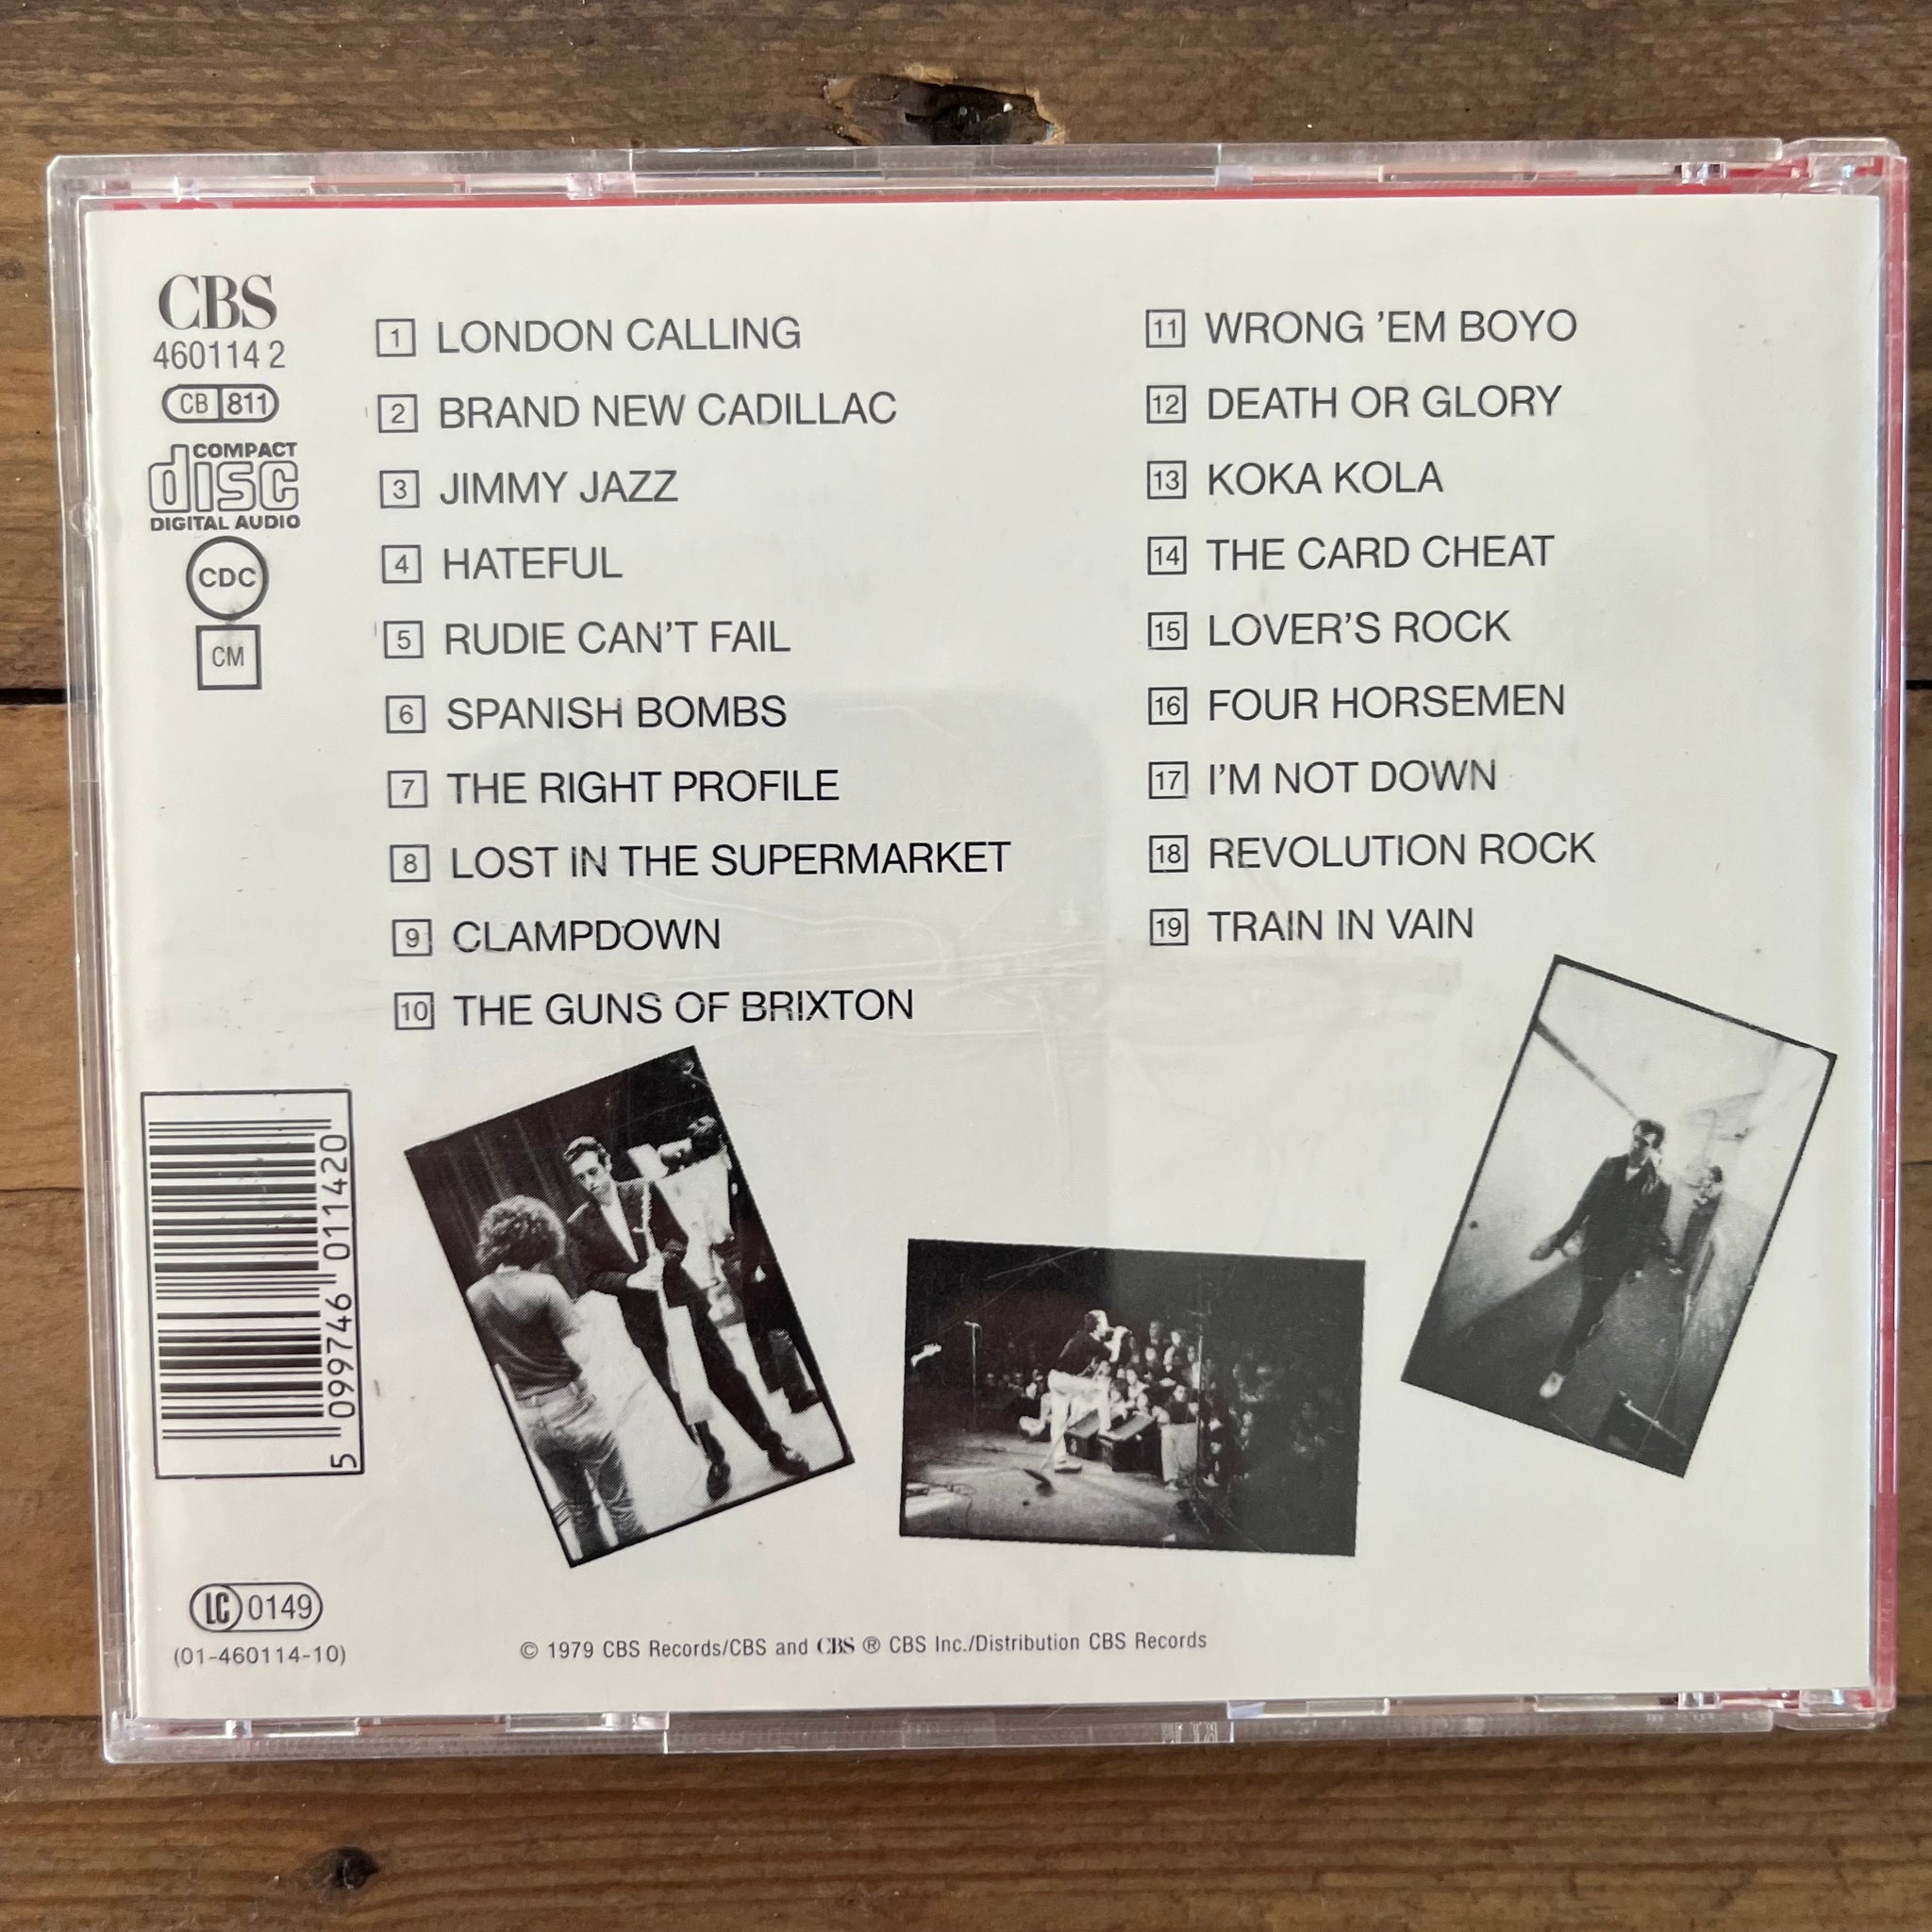 CBS
460114 2
CB 811
COMPACT
disc
DIGITAL AUDIO
CDC
CM
1 LONDON CALLING
2 BRAND NEW CADILLAC
3 JIMMY JAZZ
4 HATEFUL
5 RUDIE CAN'T FAIL
6 SPANISH BOMBS
7 THE RIGHT PROFILE
8 LOST IN THE SUPERMARKET
9 CLAMPDOWN
10 THE GUNS OF BRIXTON
11 WRONG 'EM BOYO
12 DEATH OR GLORY
13 KOKA KOLA
14 THE CARD CHEAT
15 LOVER'S ROCK
16 FOUR HORSEMEN
17 I'M NOT DOWN
18 REVOLUTION ROCK
19 TRAIN IN VAIN
5 099746 011420
LC 0149
(01-460114-10)
© 1979 CBS Records/CBS and CBS ® CBS Inc./Distribution CBS Records